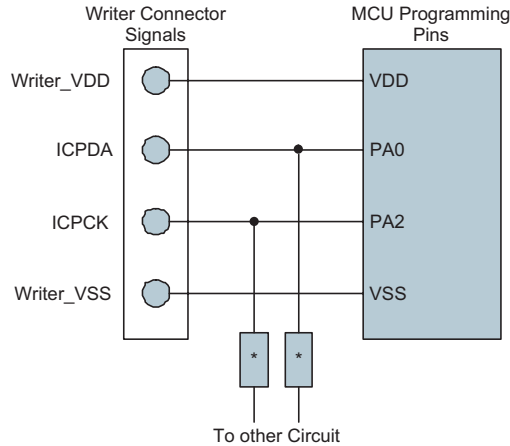 Writer Connector
Signals
MCU Programming
Pins
Writer_VDD
VDD
ICPDA
PA0
ICPCK
PA2
Writer_VSS
VSS
*
*
To other Circuit